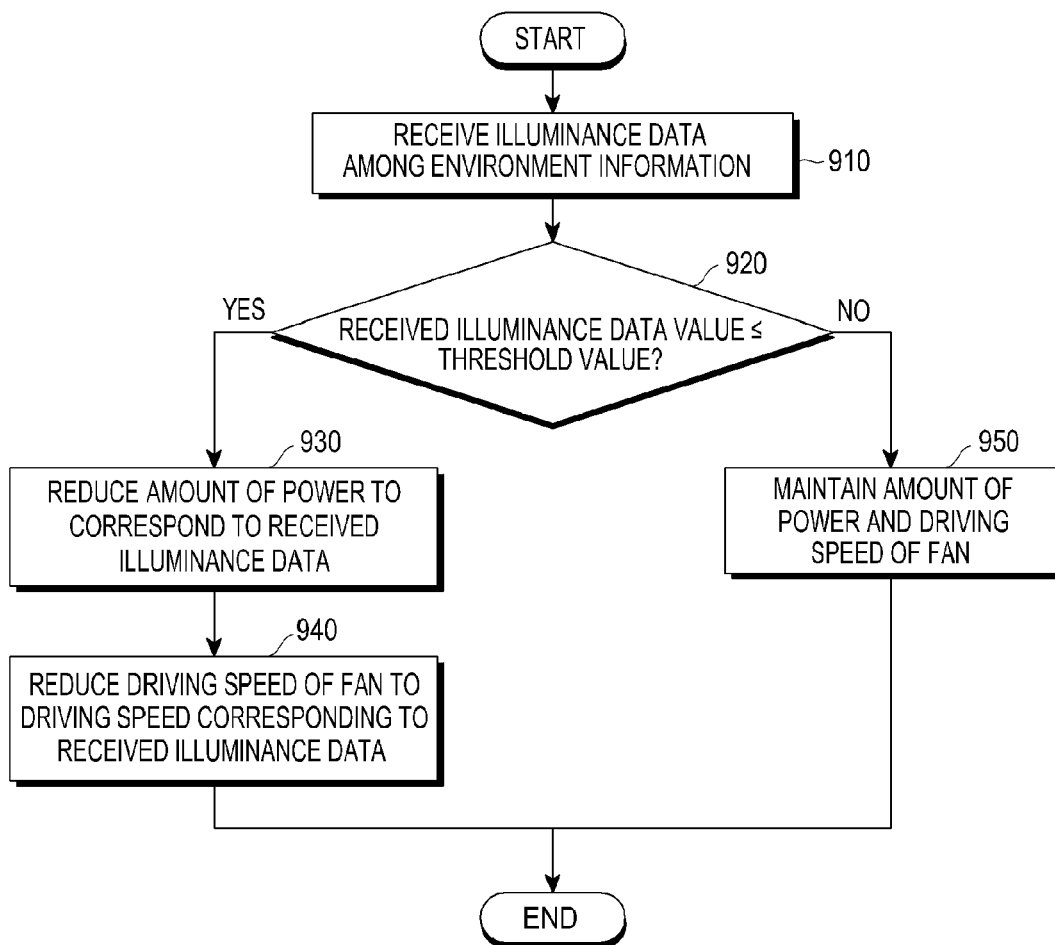 START
RECEIVE ILLUMINANCE DATA
AMONG ENVIRONMENT INFORMATION
910
920
YES
NO
RECEIVED ILLUMINANCE DATA VALUE ≤
THRESHOLD VALUE?
930
REDUCE AMOUNT OF POWER TO
CORRESPOND TO RECEIVED
ILLUMINANCE DATA
950
MAINTAIN AMOUNT OF
POWER AND DRIVING
SPEED OF FAN
940
REDUCE DRIVING SPEED OF FAN TO
DRIVING SPEED CORRESPONDING TO
RECEIVED ILLUMINANCE DATA
END